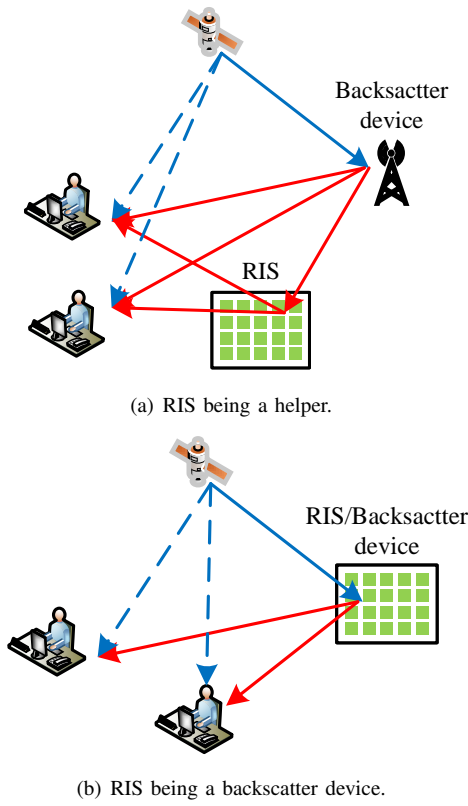 Backsactter
device
RIS
(a) RIS being a helper.
RIS/Backsactter
device
(b) RIS being a backscatter device.